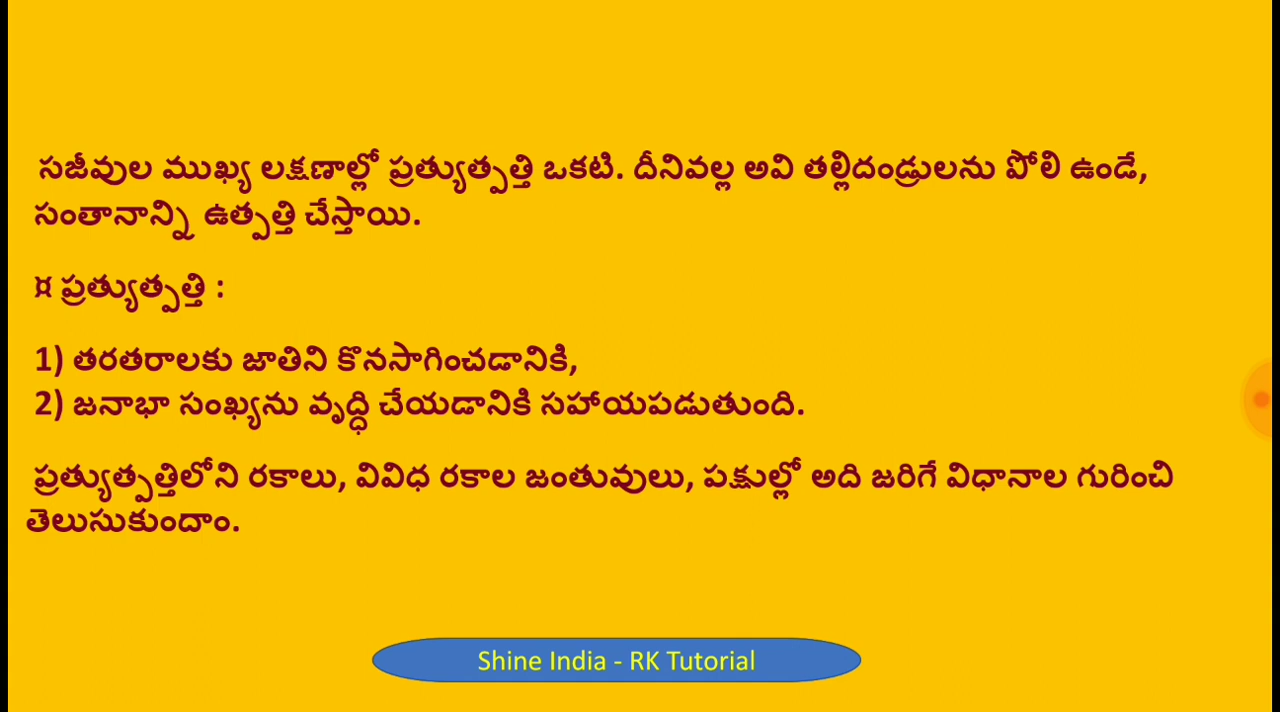 సజీవుల ముఖ్య లక్షణాల్లో ప్రత్యుత్పత్తి ఒకటి. దీనివల్ల అవి తల్లిదండ్రులను పోలి ఉండే,
సంతానాన్ని ఉత్పత్తి చేస్తాయి.
¤ ప్రత్యుత్పత్తి :
1) తరతరాలకు జాతిని కొనసాగించడానికి,
2) జనాభా సంఖ్యను వృద్ధి చేయడానికి సహాయపడుతుంది.
ప్రత్యుత్పత్తిలోని రకాలు, వివిధ రకాల జంతువులు, పక్షుల్లో అది జరిగే విధానాల గురించి
తెలుసుకుందాం.
Shine India - RK Tutorial